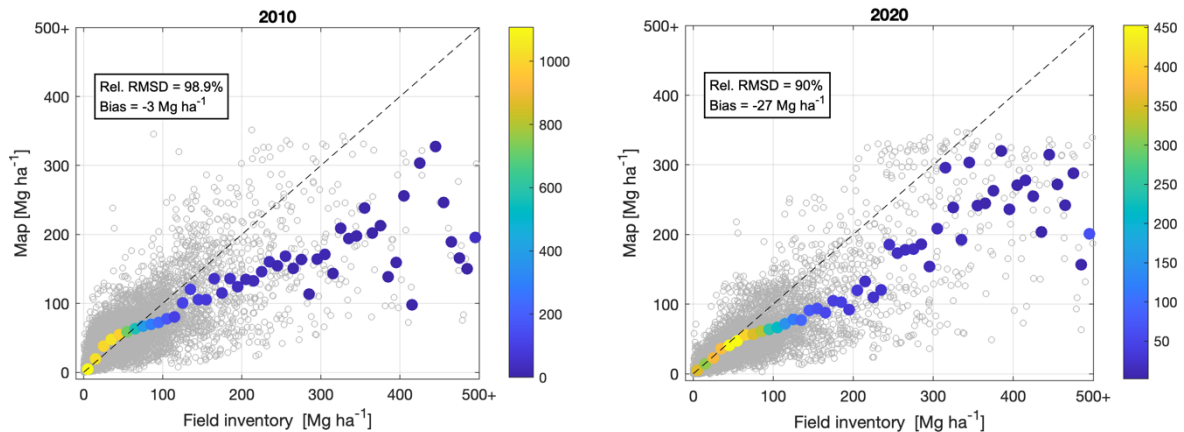 2010
500+
400
300
200
100
0
Map [Mg ha⁻¹]
Rel. RMSD = 98.9%
Bias = -3 Mg ha⁻¹
0 100 200 300 400 500+
Field inventory [Mg ha⁻¹]
1000
800
600
400
200
0
2020
500+
400
300
200
100
0
Map [Mg ha⁻¹]
Rel. RMSD = 90%
Bias = -27 Mg ha⁻¹
0 100 200 300 400 500+
Field inventory [Mg ha⁻¹]
450
400
350
300
250
200
150
100
50